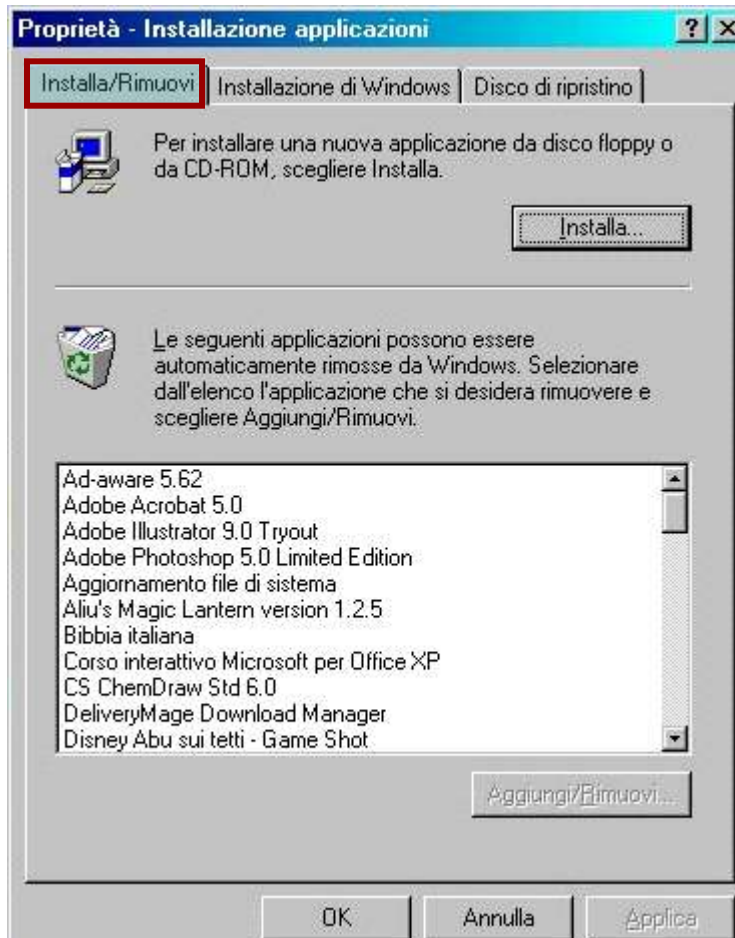 Proprietà - Installazione applicazioni
Installa/Rimuovi
Installazione di Windows
Disco di ripristino
Per installare una nuova applicazione da disco floppy o
da CD-ROM, scegliere Installa.
Installa...
Le seguenti applicazioni possono essere
automaticamente rimosse da Windows. Selezionare
dall'elenco l'applicazione che si desidera rimuovere e
scegliere Aggiungi/Rimuovi.
Ad-aware 5.62
Adobe Acrobat 5.0
Adobe Illustrator 9.0 Tryout
Adobe Photoshop 5.0 Limited Edition
Aggiornamento file di sistema
Aliu's Magic Lantern version 1.2.5
Bibbia italiana
Corso interattivo Microsoft per Office XP
CS ChemDraw Std 6.0
DeliveryMage Download Manager
Disney Abu sui tetti - Game Shot
Aggiungi/Rimuovi...
OK
Annulla
Applica